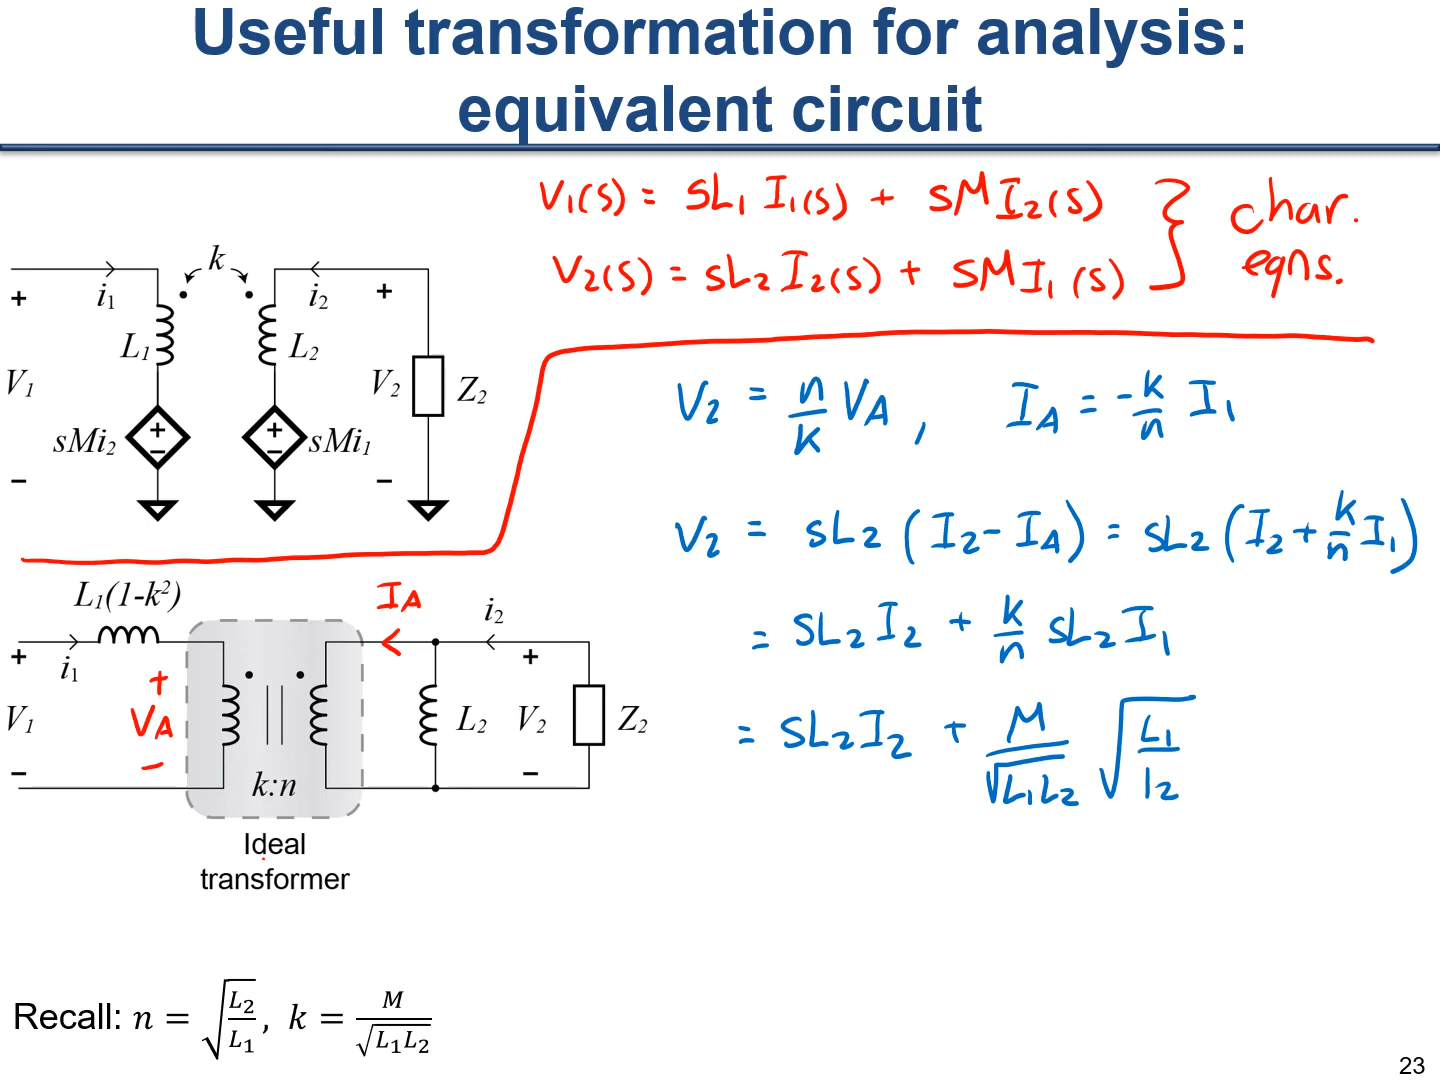 Useful transformation for analysis:
equivalent circuit
V₁(s) = sL₁ I₁(s) + sM I₂(s)
V₂(s) = sL₂ I₂(s) + sM I₁(s)
char.
eqns.
k
+ i₁ i₂ +
L₁ L₂
V₁ V₂ Z₂
sMi₂ + − + − sMi₁
− −
V₂ = n/k V_A , I_A = -k/n I₁
V₂ = sL₂ (I₂ - I_A) = sL₂ (I₂ + k/n I₁)
= sL₂ I₂ + k/n sL₂ I₁
= sL₂ I₂ + M/√L₁L₂ √(L₁/L₂)
L₁(1-k²) I_A i₂
+ i₁ + +
V₁ V_A L₂ V₂ Z₂
− − −
k:n
Ideal
transformer
Recall: n = √(L₂/L₁), k = M/√(L₁L₂)
23